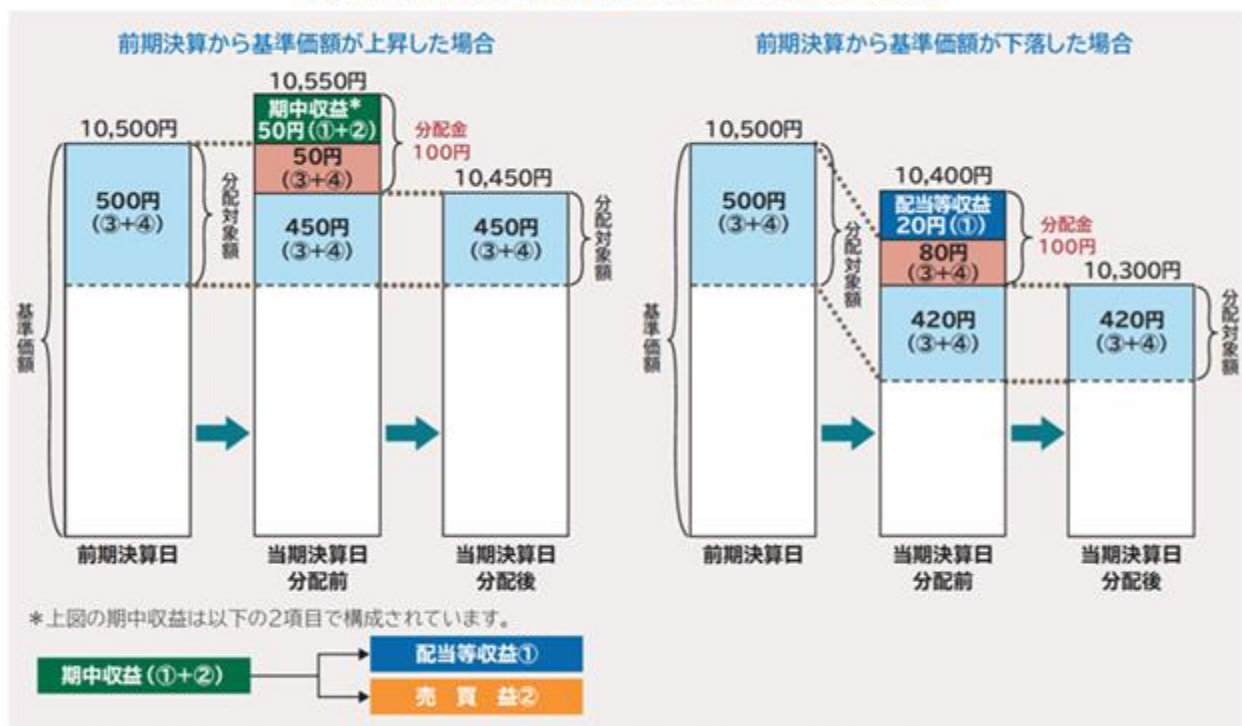 前期決算から基準価額が上昇した場合
10,550円
期中収益*
50円(①+②)
10,500円
分配金
100円
50円
(③+④)
10,450円
500円
(③+④)
分配対象額
450円
(③+④)
450円
(③+④)
分配対象額
基準価額
前期決算日
当期決算日
分配前
当期決算日
分配後
前期決算から基準価額が下落した場合
10,500円
10,400円
500円
(③+④)
分配対象額
配当等収益
20円(①)
分配金
100円
80円
(③+④)
10,300円
420円
(③+④)
420円
(③+④)
分配対象額
基準価額
前期決算日
当期決算日
分配前
当期決算日
分配後
*上図の期中収益は以下の2項目で構成されています。
期中収益(①+②)
配当等収益①
売 買 益②